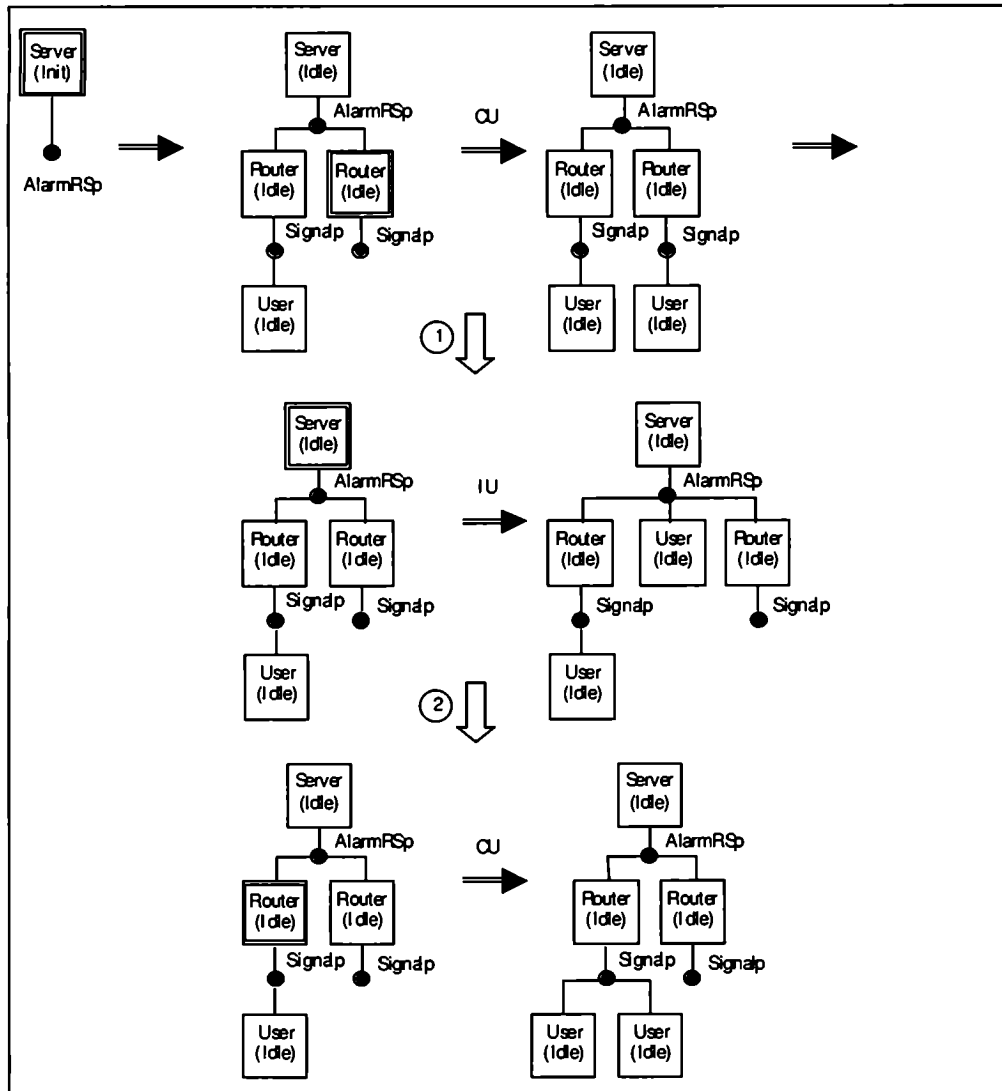 Server
(Init)
AlarmRSp
Server
(Idle)
AlarmRSp
Router
(Idle)
Router
(Idle)
Signalp
Signalp
User
(Idle)
CU
Server
(Idle)
AlarmRSp
Router
(Idle)
Router
(Idle)
Signalp
Signalp
User
(Idle)
User
(Idle)
1
Server
(Idle)
AlarmRSp
Router
(Idle)
Router
(Idle)
Signalp
Signalp
User
(Idle)
IU
Server
(Idle)
AlarmRSp
Router
(Idle)
User
(Idle)
Router
(Idle)
Signalp
Signalp
User
(Idle)
2
Server
(Idle)
AlarmRSp
Router
(Idle)
Router
(Idle)
Signalp
Signalp
User
(Idle)
CU
Server
(Idle)
AlarmRSp
Router
(Idle)
Router
(Idle)
Signalp
Signalp
User
(Idle)
User
(Idle)